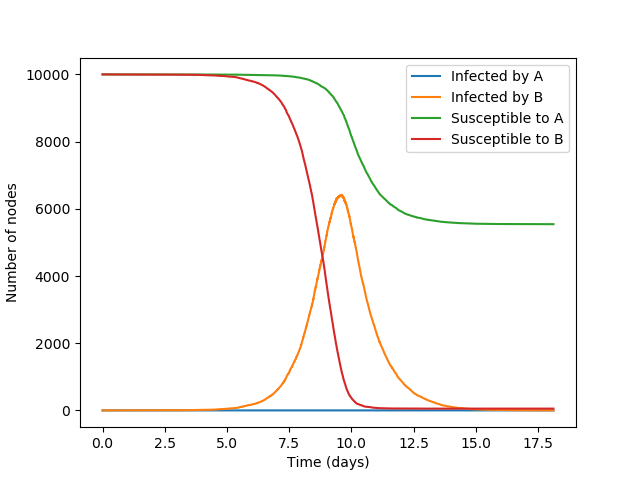 10000
8000
6000
4000
2000
0
Number of nodes
Infected by A
Infected by B
Susceptible to A
Susceptible to B
0.0 2.5 5.0 7.5 10.0 12.5 15.0 17.5
Time (days)